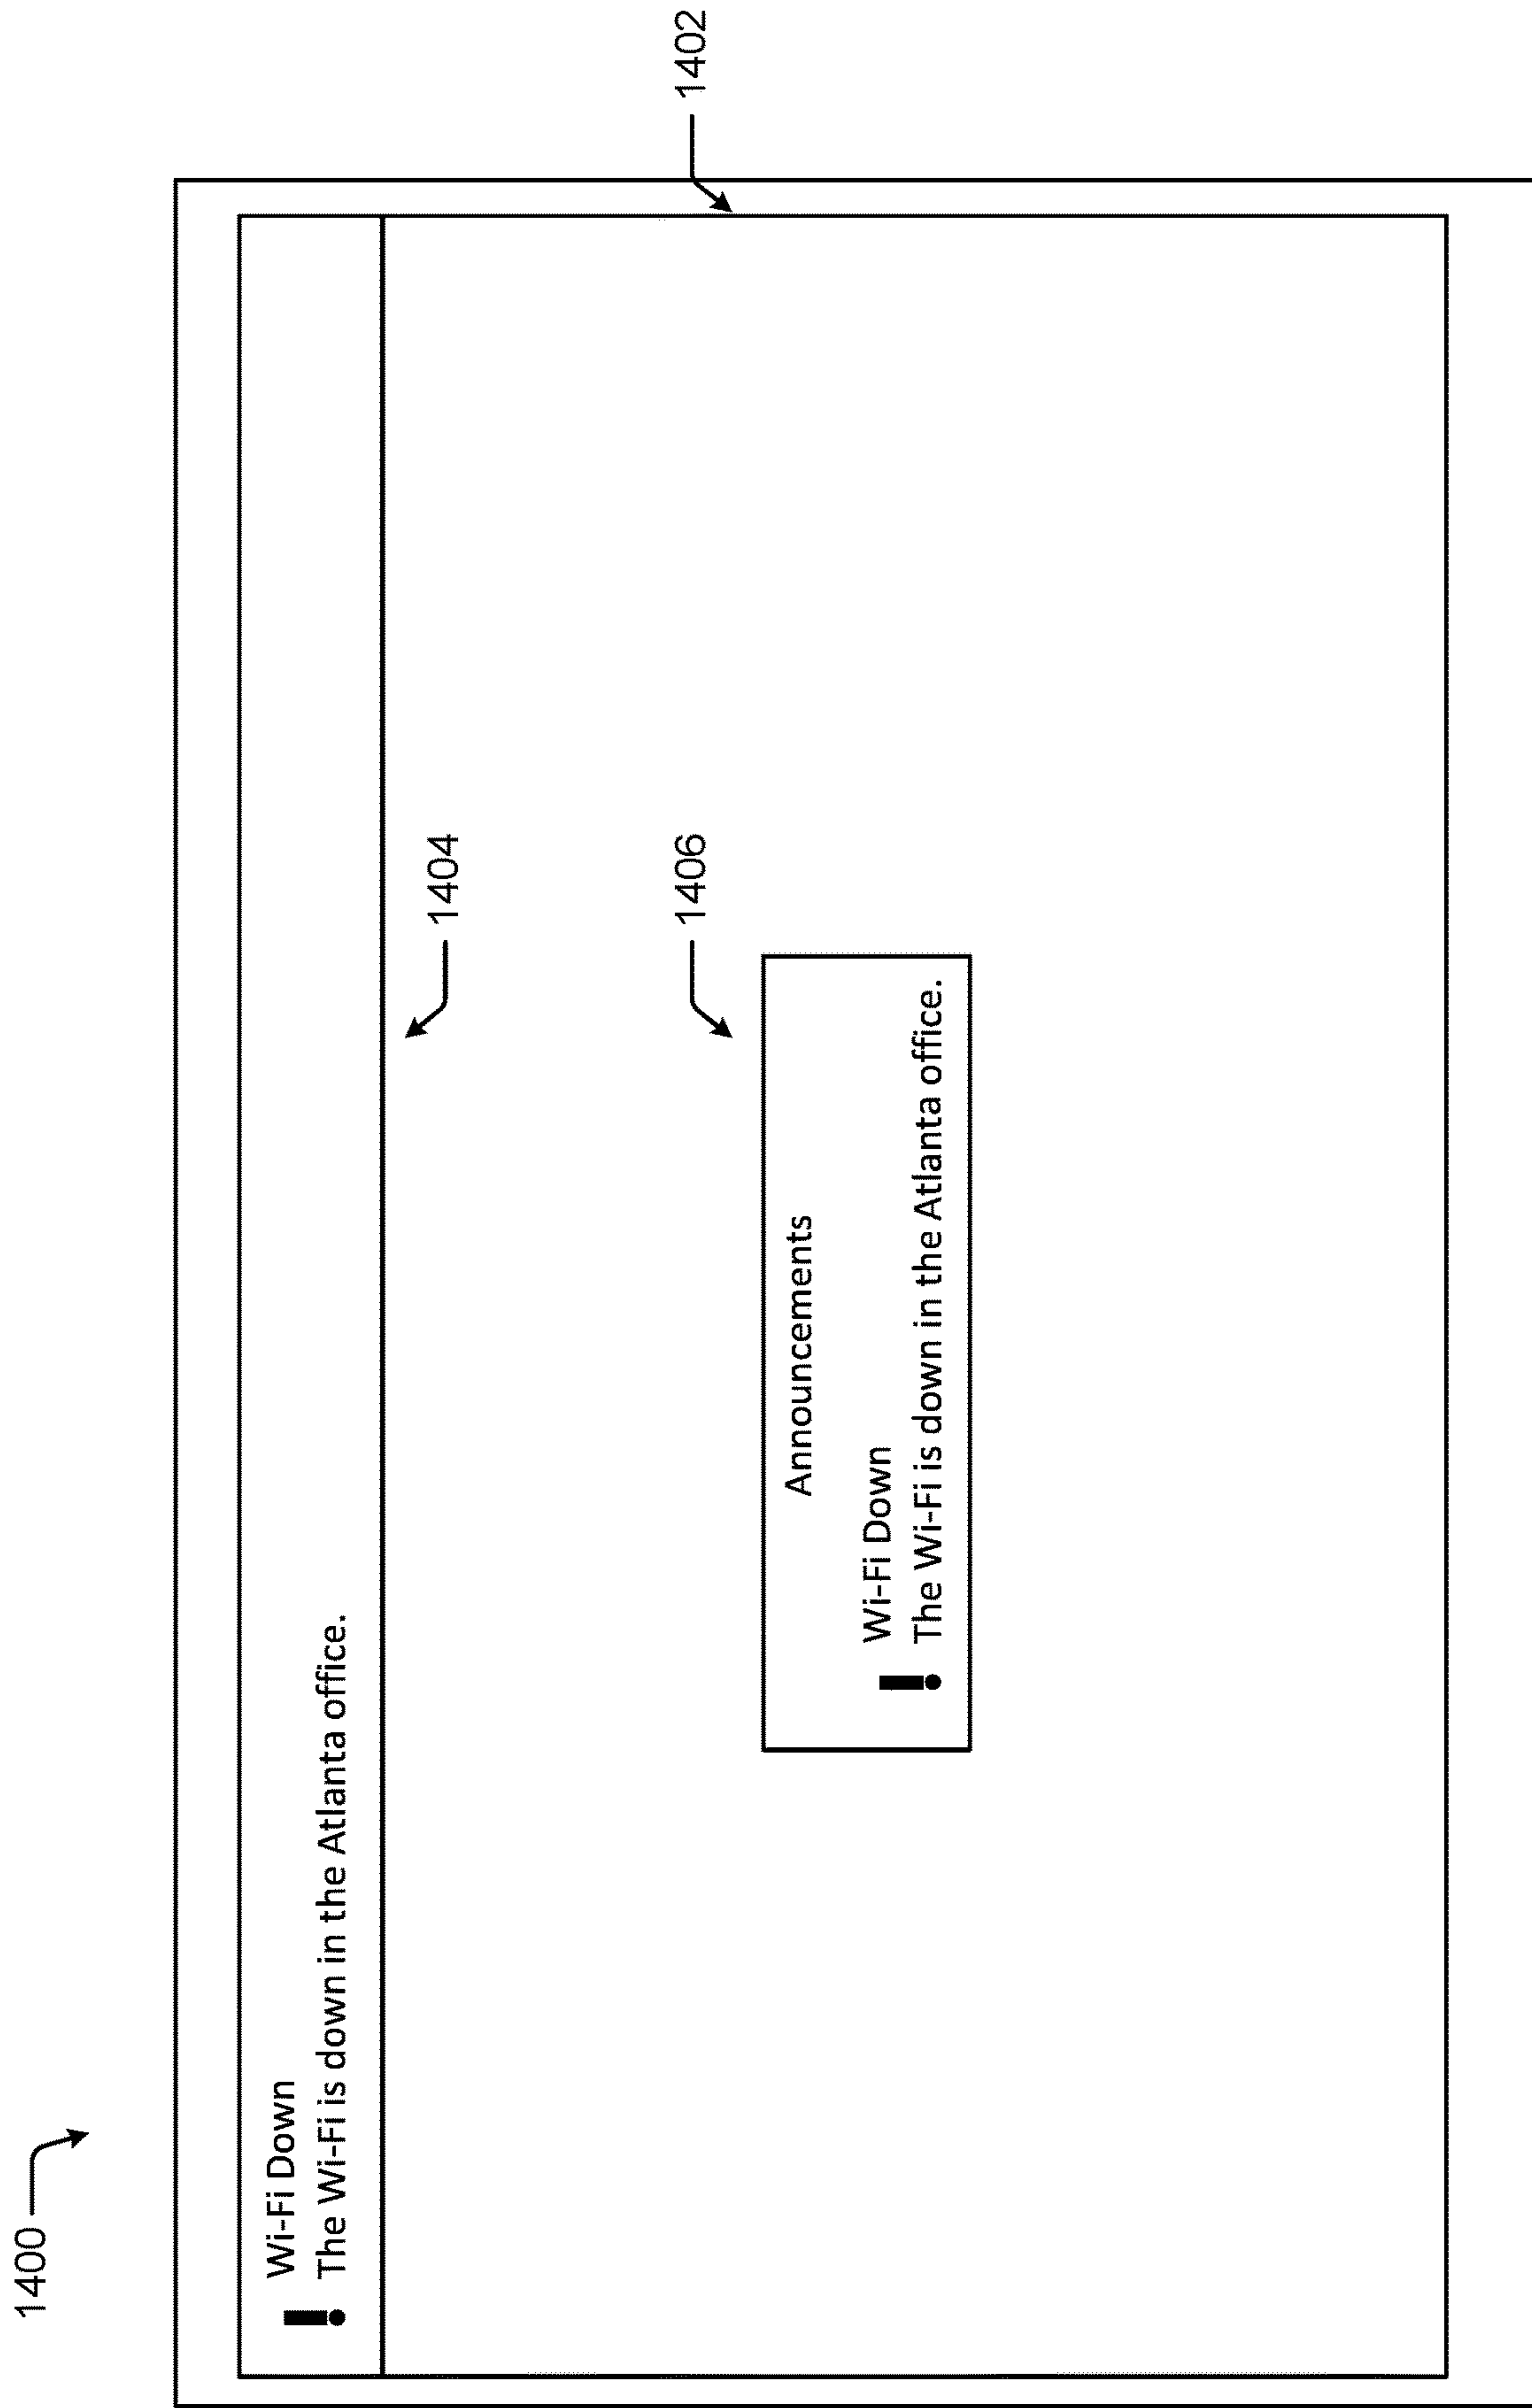 1400
Wi-Fi Down
The Wi-Fi is down in the Atlanta office.
1404
1402
1406
Announcements
Wi-Fi Down
The Wi-Fi is down in the Atlanta office.